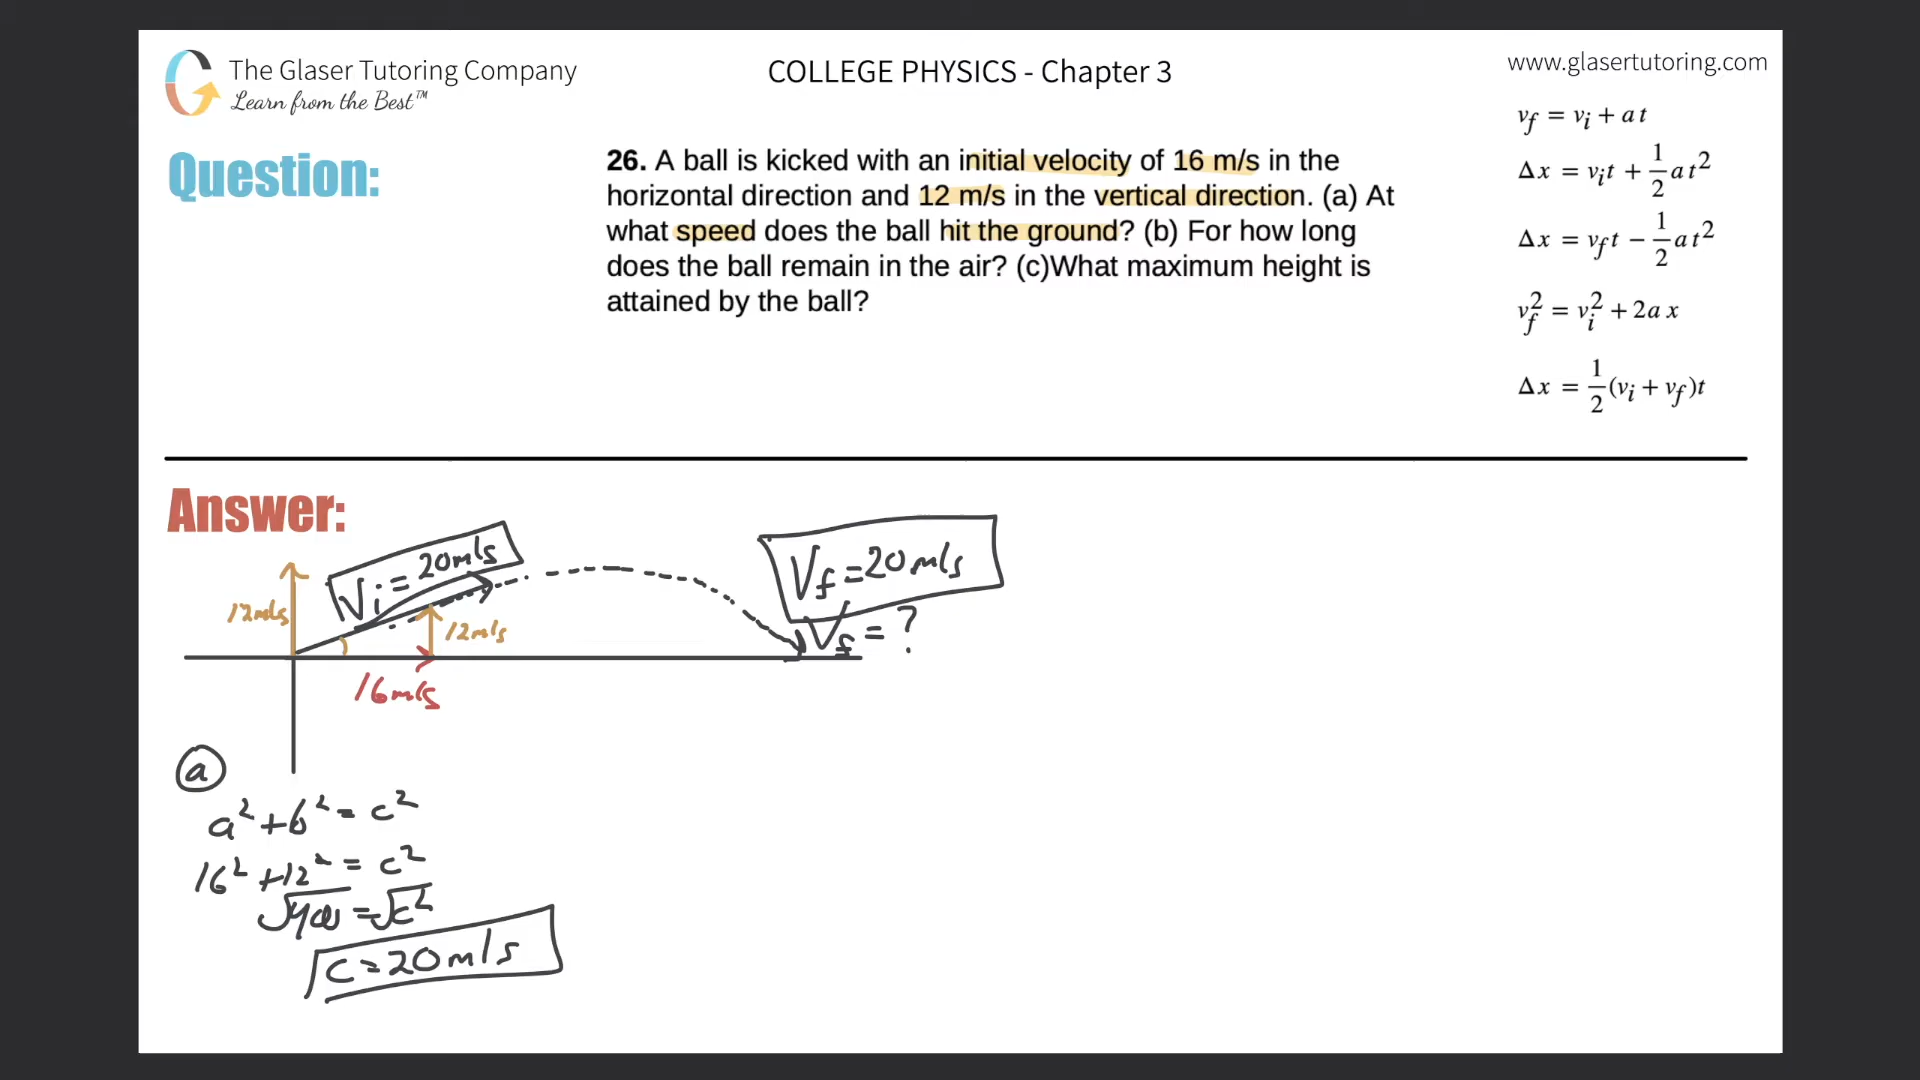 The Glaser Tutoring Company
Learn from the Best™
COLLEGE PHYSICS - Chapter 3
www.glasertutoring.com
Question:
26. A ball is kicked with an initial velocity of 16 m/s in the
horizontal direction and 12 m/s in the vertical direction. (a) At
what speed does the ball hit the ground? (b) For how long
does the ball remain in the air? (c)What maximum height is
attained by the ball?
v_f = v_i + a t
Δx = v_i t + 1/2 a t²
Δx = v_f t − 1/2 a t²
v_f² = v_i² + 2a x
Δx = 1/2 (v_i + v_f)t
Answer:
V_i = 20m/s
V_f = 20m/s
V_f = ?
12m/s
12m/s
16m/s
a
a² + b² = c²
16² + 12² = c²
√400 = √c²
c = 20m/s